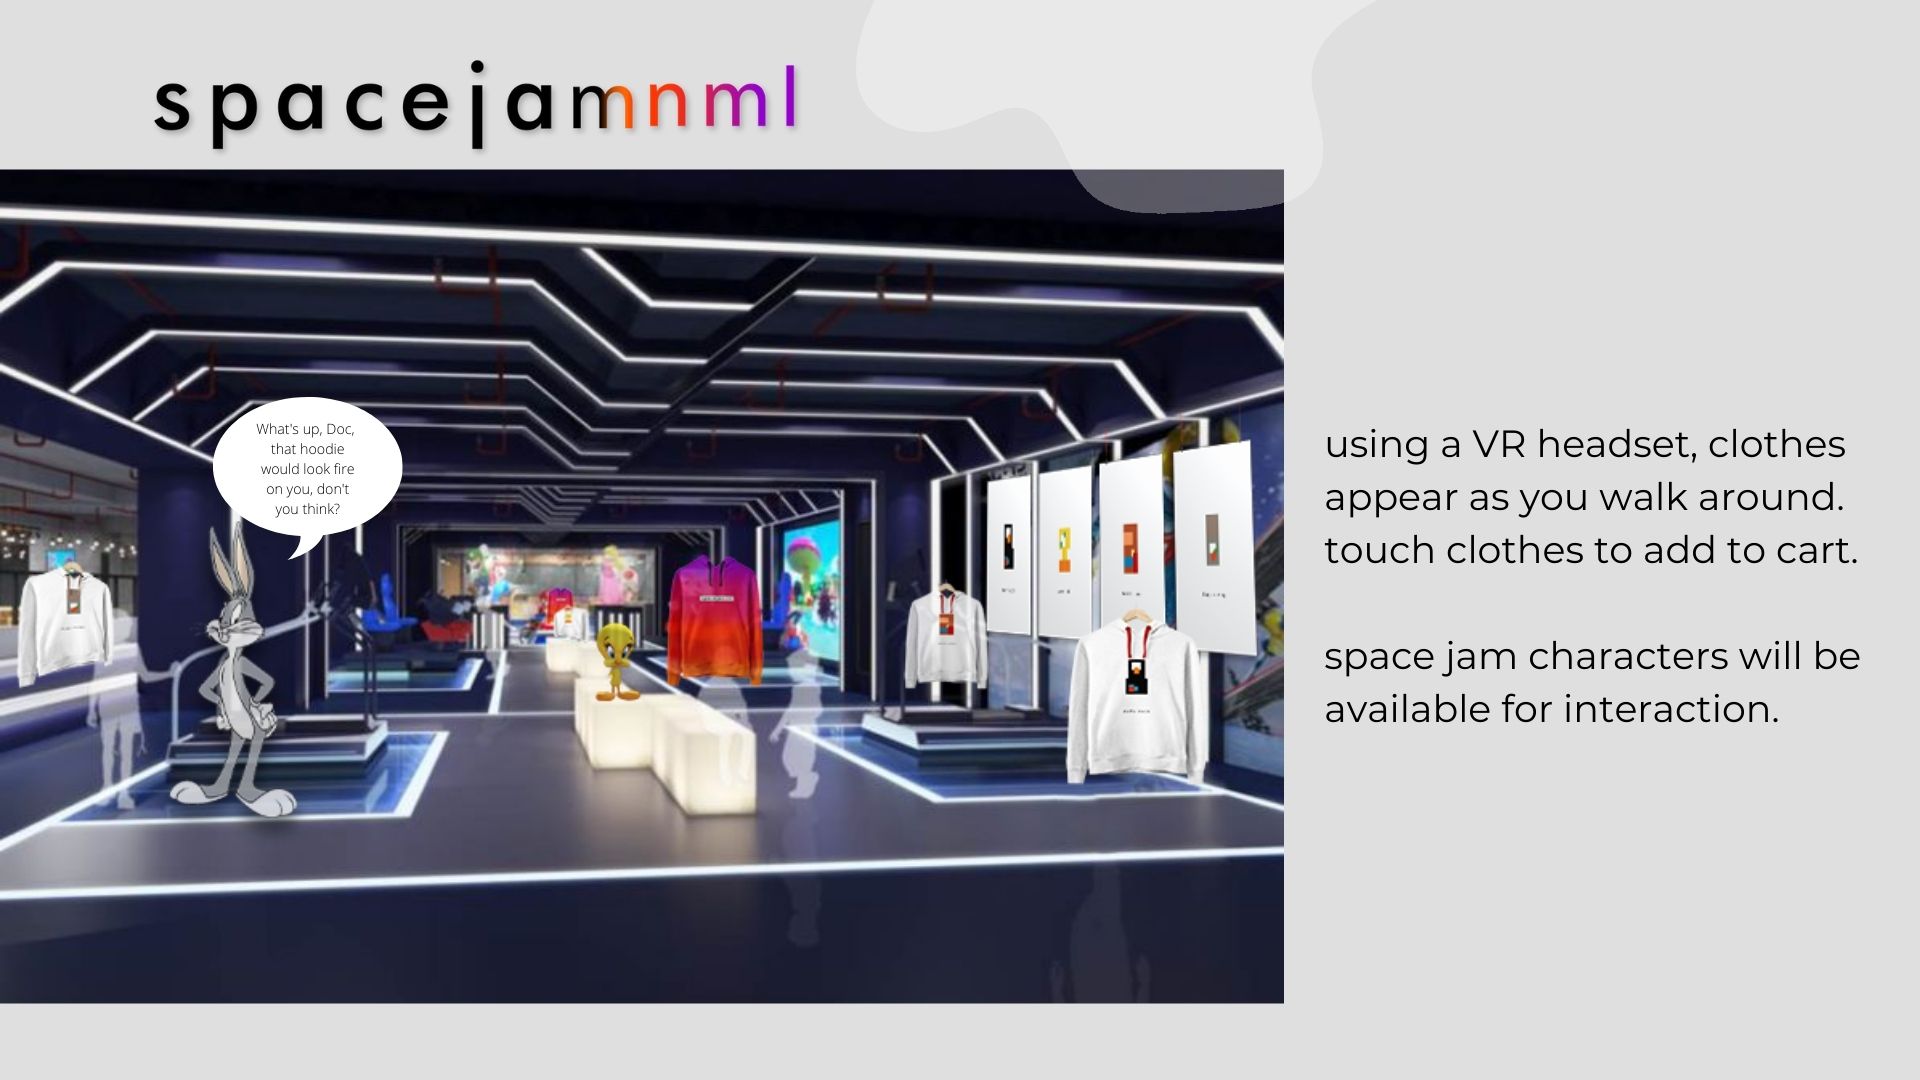 spacejamnml
What's up, Doc,
that hoodie
would look fire
on you, don't
you think?
using a VR headset, clothes
appear as you walk around.
touch clothes to add to cart.
space jam characters will be
available for interaction.